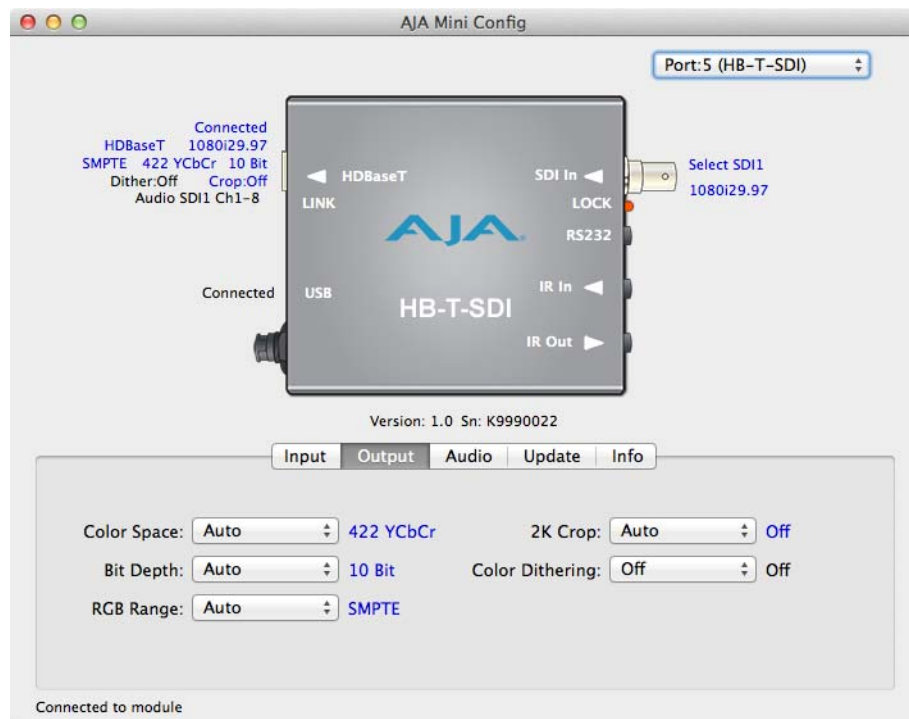 AJA Mini Config
Port:5 (HB-T-SDI)
Connected
HDBaseT 1080i29.97
SMPTE 422 YCbCr 10 Bit
Dither:Off Crop:Off
Audio SDI1 Ch1-8
HDBaseT
SDI In
Select SDI1
1080i29.97
LINK
LOCK
AJA
RS232
Connected
USB
IR In
HB-T-SDI
IR Out
Version: 1.0 Sn: K9990022
Input Output Audio Update Info
Color Space: Auto 422 YCbCr 2K Crop: Auto Off
Bit Depth: Auto 10 Bit Color Dithering: Off Off
RGB Range: Auto SMPTE
Connected to module